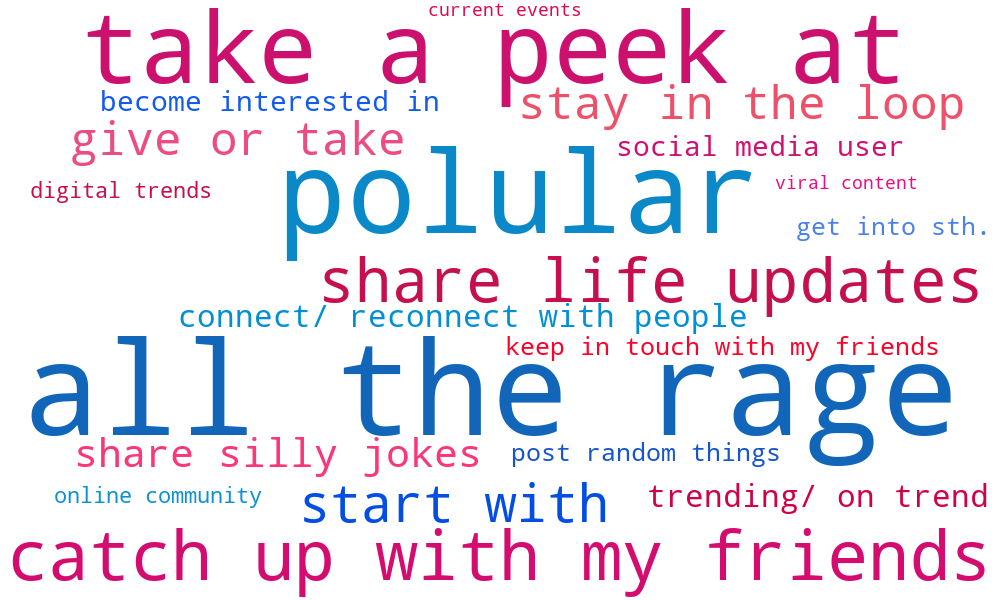 current events
take a peek at
become interested in
stay in the loop
give or take
social media user
polular
digital trends
viral content
get into sth.
share life updates
connect/ reconnect with people
keep in touch with my friends
all the rage
share silly jokes
post random things
online community
start with
trending/ on trend
catch up with my friends